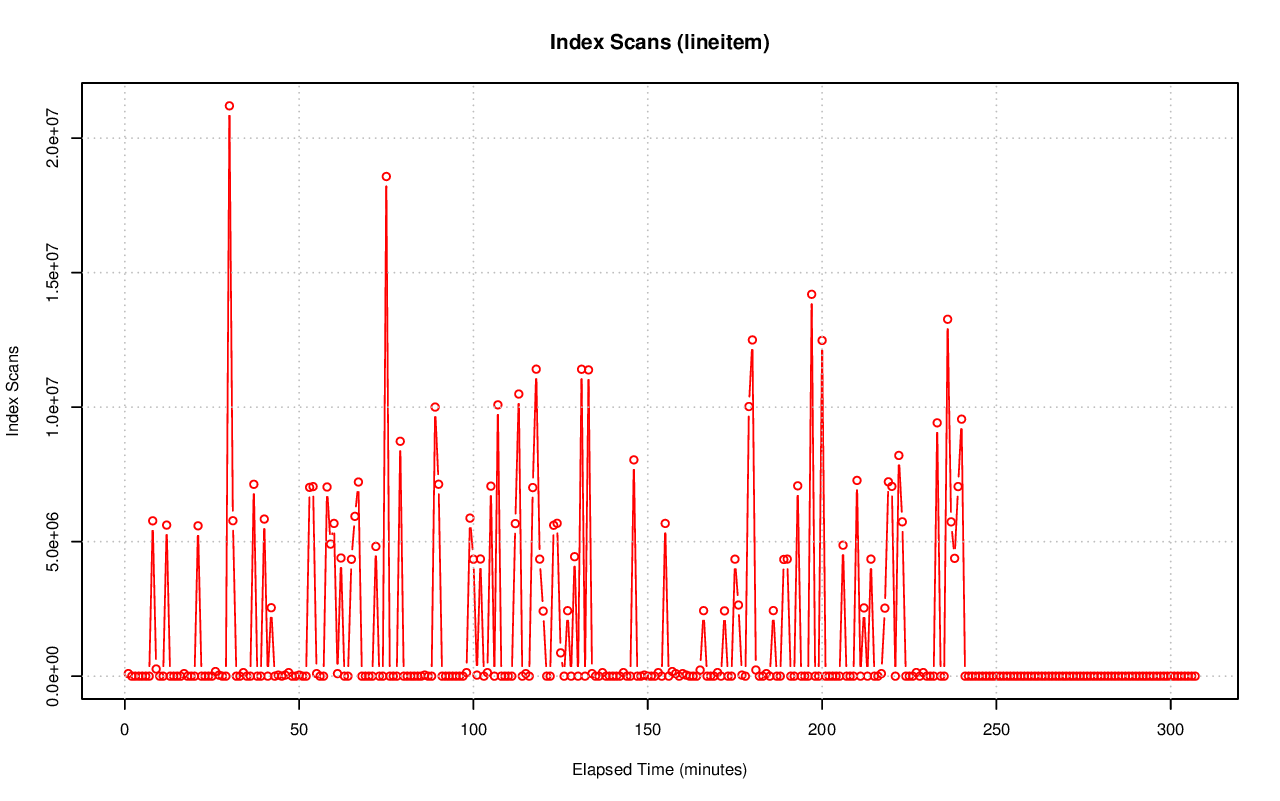 Index Scans (lineitem)
Index Scans
2.0e+07
1.5e+07
1.0e+07
5.0e+06
0.0e+00
0 50 100 150 200 250 300
Elapsed Time (minutes)